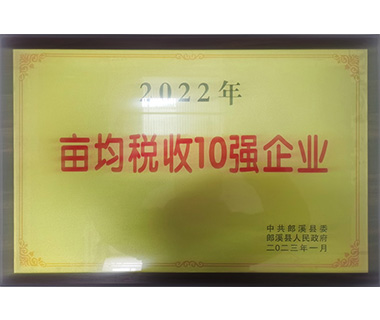 2022年
亩均税收10强企业
中共郎溪县委
郎溪县人民政府
二〇二三年一月